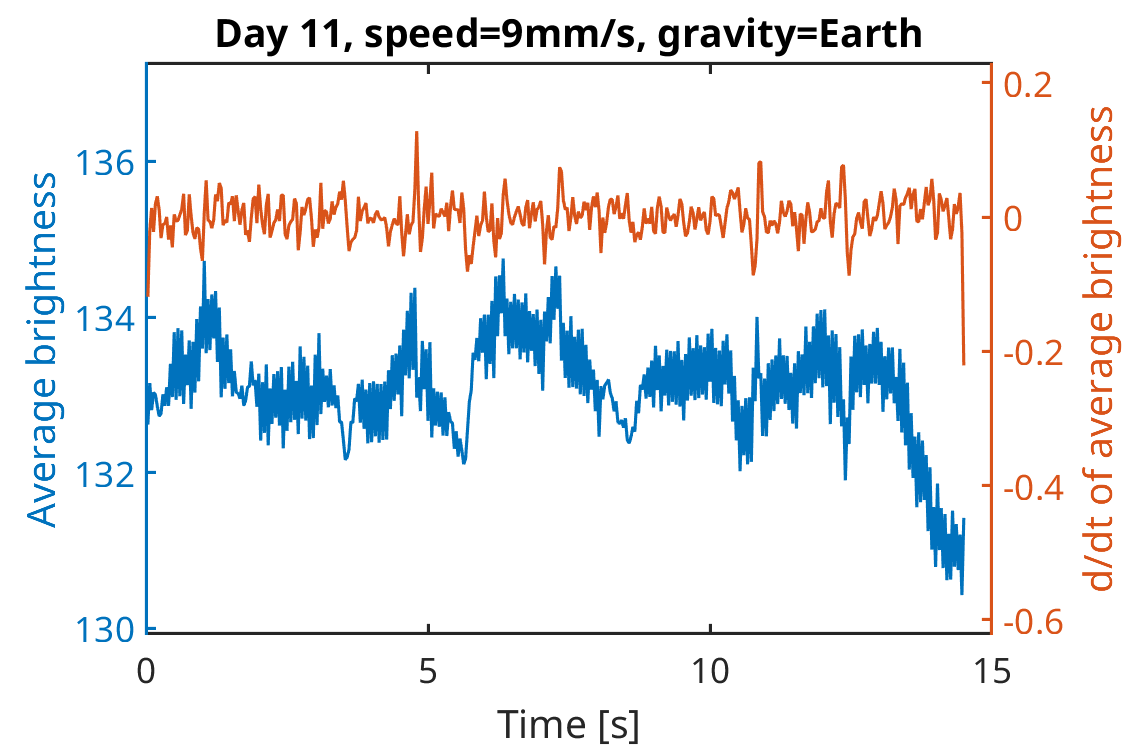 Day 11, speed=9mm/s, gravity=Earth
Average brightness
136
134
132
130
0.2
0
-0.2
-0.4
-0.6
d/dt of average brightness
0 5 10 15
Time [s]